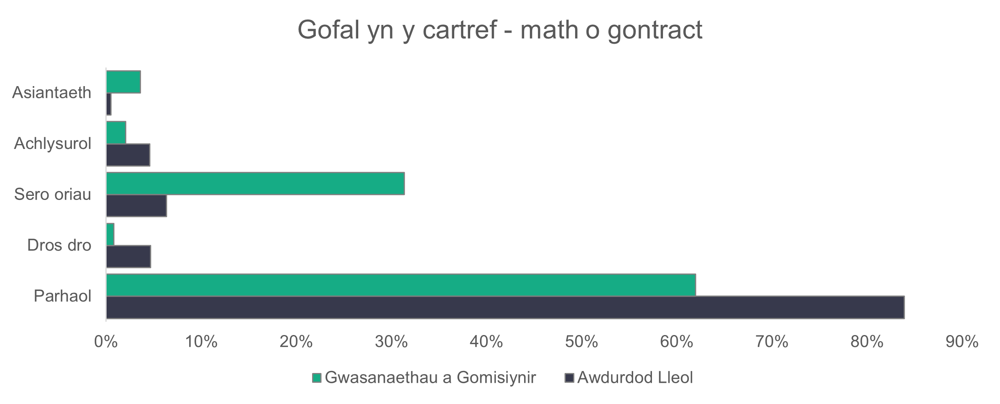 Gofal yn y cartref - math o gontract
Asiantaeth
Achlysurol
Sero oriau
Dros dro
Parhaol
0% 10% 20% 30% 40% 50% 60% 70% 80% 90%
Gwasanaethau a Gomisiynir Awdurdod Lleol